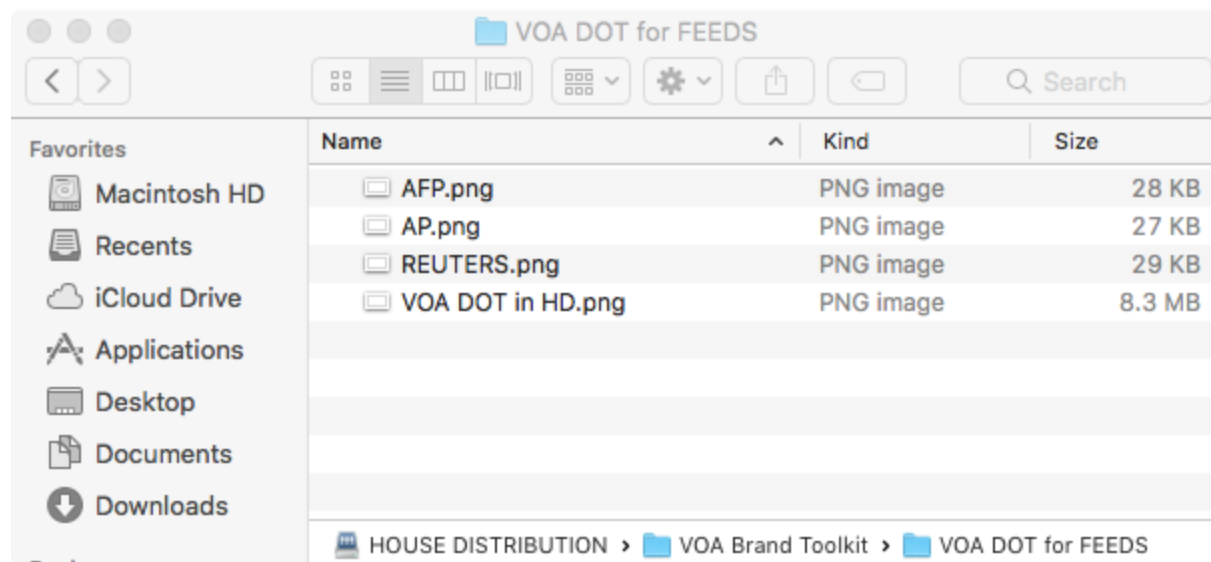 VOA DOT for FEEDS
Search
Favorites
Macintosh HD
Recents
iCloud Drive
Applications
Desktop
Documents
Downloads
Name Kind Size
AFP.png PNG image 28 KB
AP.png PNG image 27 KB
REUTERS.png PNG image 29 KB
VOA DOT in HD.png PNG image 8.3 MB
HOUSE DISTRIBUTION › VOA Brand Toolkit › VOA DOT for FEEDS